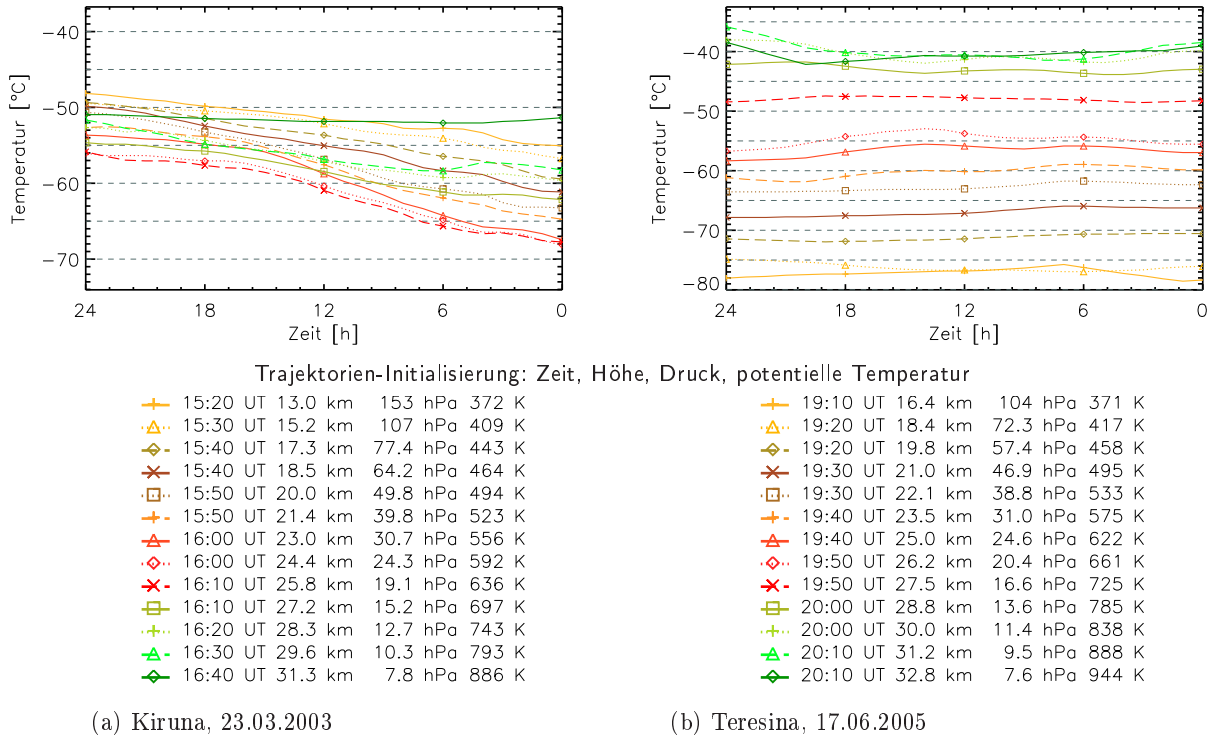 Temperatur [°C]
−40
−50
−60
−70
24 18 12 6 0
Zeit [h]
Temperatur [°C]
−40
−50
−60
−70
−80
24 18 12 6 0
Zeit [h]
Trajektorien-Initialisierung: Zeit, Höhe, Druck, potentielle Temperatur
15:20 UT 13.0 km 153 hPa 372 K
15:30 UT 15.2 km 107 hPa 409 K
15:40 UT 17.3 km 77.4 hPa 443 K
15:40 UT 18.5 km 64.2 hPa 464 K
15:50 UT 20.0 km 49.8 hPa 494 K
15:50 UT 21.4 km 39.8 hPa 523 K
16:00 UT 23.0 km 30.7 hPa 556 K
16:00 UT 24.4 km 24.3 hPa 592 K
16:10 UT 25.8 km 19.1 hPa 636 K
16:10 UT 27.2 km 15.2 hPa 697 K
16:20 UT 28.3 km 12.7 hPa 743 K
16:30 UT 29.6 km 10.3 hPa 793 K
16:40 UT 31.3 km 7.8 hPa 886 K
19:10 UT 16.4 km 104 hPa 371 K
19:20 UT 18.4 km 72.3 hPa 417 K
19:20 UT 19.8 km 57.4 hPa 458 K
19:30 UT 21.0 km 46.9 hPa 495 K
19:30 UT 22.1 km 38.8 hPa 533 K
19:40 UT 23.5 km 31.0 hPa 575 K
19:40 UT 25.0 km 24.6 hPa 622 K
19:50 UT 26.2 km 20.4 hPa 661 K
19:50 UT 27.5 km 16.6 hPa 725 K
20:00 UT 28.8 km 13.6 hPa 785 K
20:00 UT 30.0 km 11.4 hPa 838 K
20:10 UT 31.2 km 9.5 hPa 888 K
20:10 UT 32.8 km 7.6 hPa 944 K
(a) Kiruna, 23.03.2003
(b) Teresina, 17.06.2005